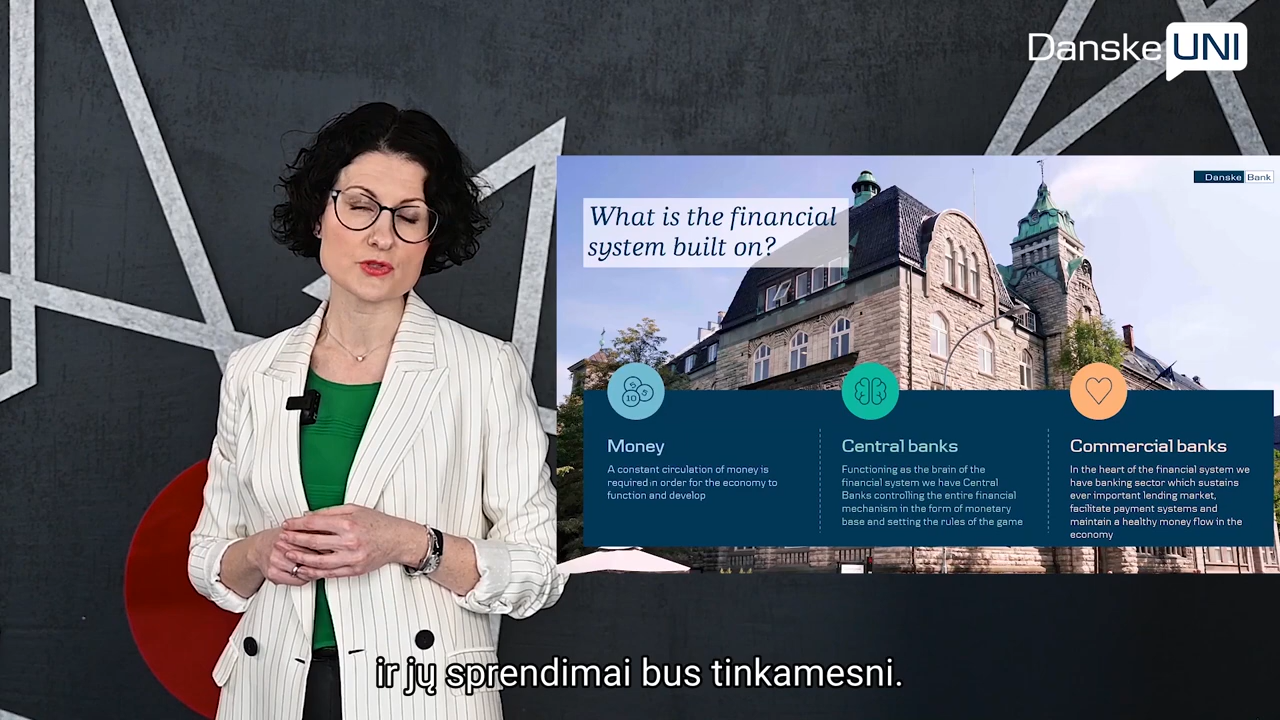 Danske UNI
Danske Bank
What is the financial
system built on?
10
Money
A constant circulation of money is
required in order for the economy to
function and develop
Central banks
Functioning as the brain of the
financial system we have Central
Banks controlling the entire financial
mechanism in the form of monetary
base and setting the rules of the game
Commercial banks
In the heart of the financial system we
have banking sector which sustains
ever important lending market,
facilitate payment systems and
maintain a healthy money flow in the
economy
ir jų sprendimai bus tinkamesni.